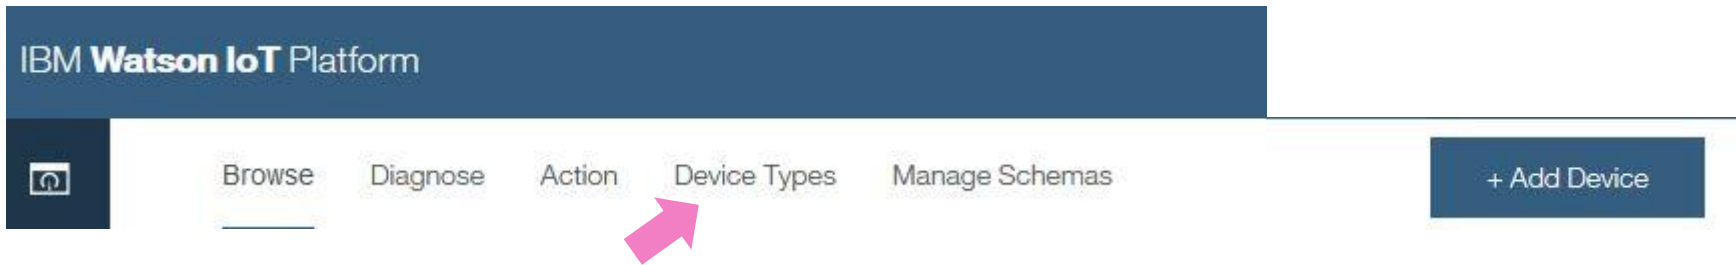 IBM Watson IoT Platform
Browse Diagnose Action Device Types Manage Schemas + Add Device